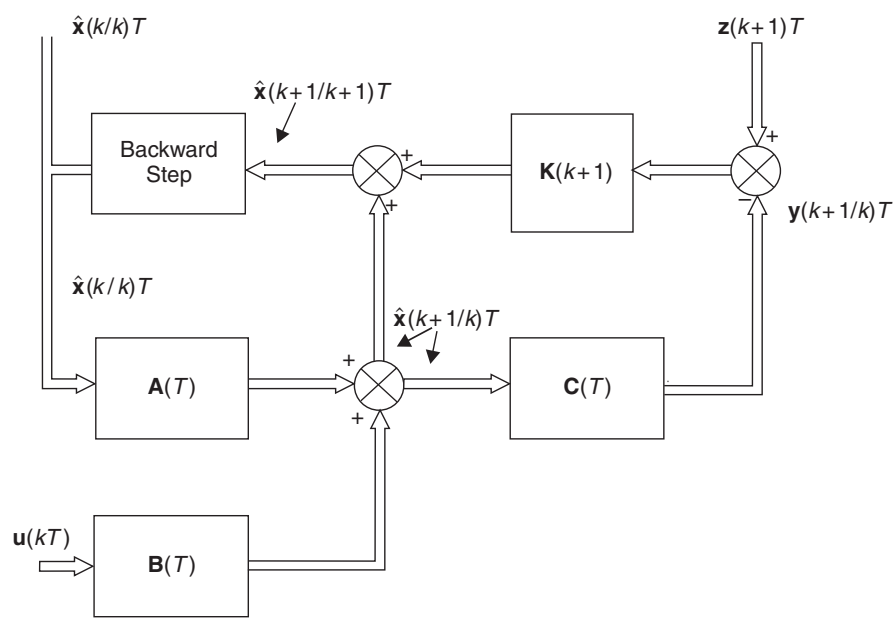 x̂(k/k)T
z(k+1)T
x̂(k+1/k+1)T
Backward
Step
+
K(k+1)
+
+
−
y(k+1/k)T
x̂(k/k)T
x̂(k+1/k)T
+
A(T)
C(T)
+
u(kT)
B(T)